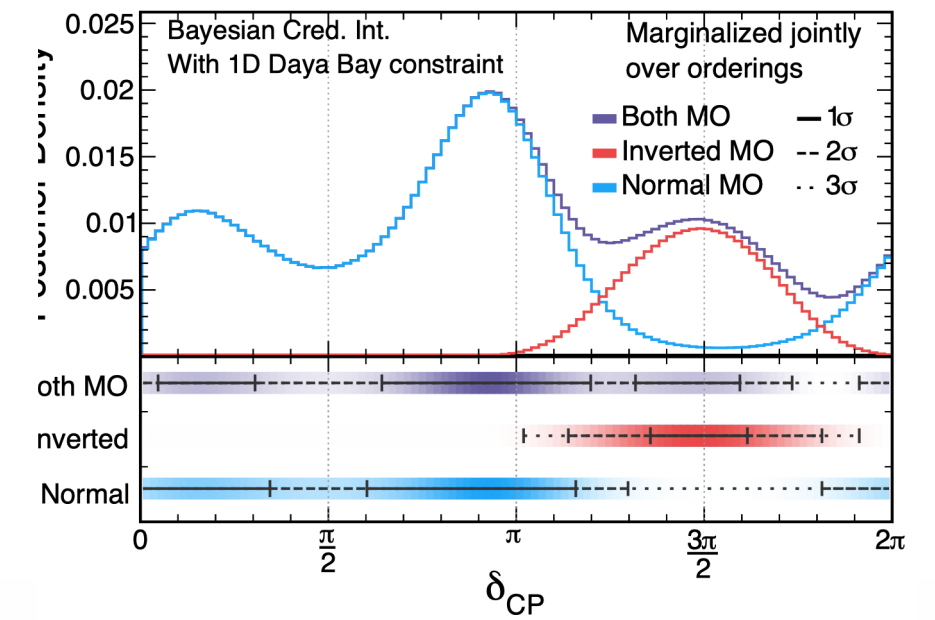 0.025
0.02
0.015
0.01
0.005
Density
Bayesian Cred. Int.
With 1D Daya Bay constraint
Marginalized jointly
over orderings
Both MO
Inverted MO
Normal MO
1σ
2σ
3σ
oth MO
nverted
Normal
0
π/2
π
3π/2
2π
δCP